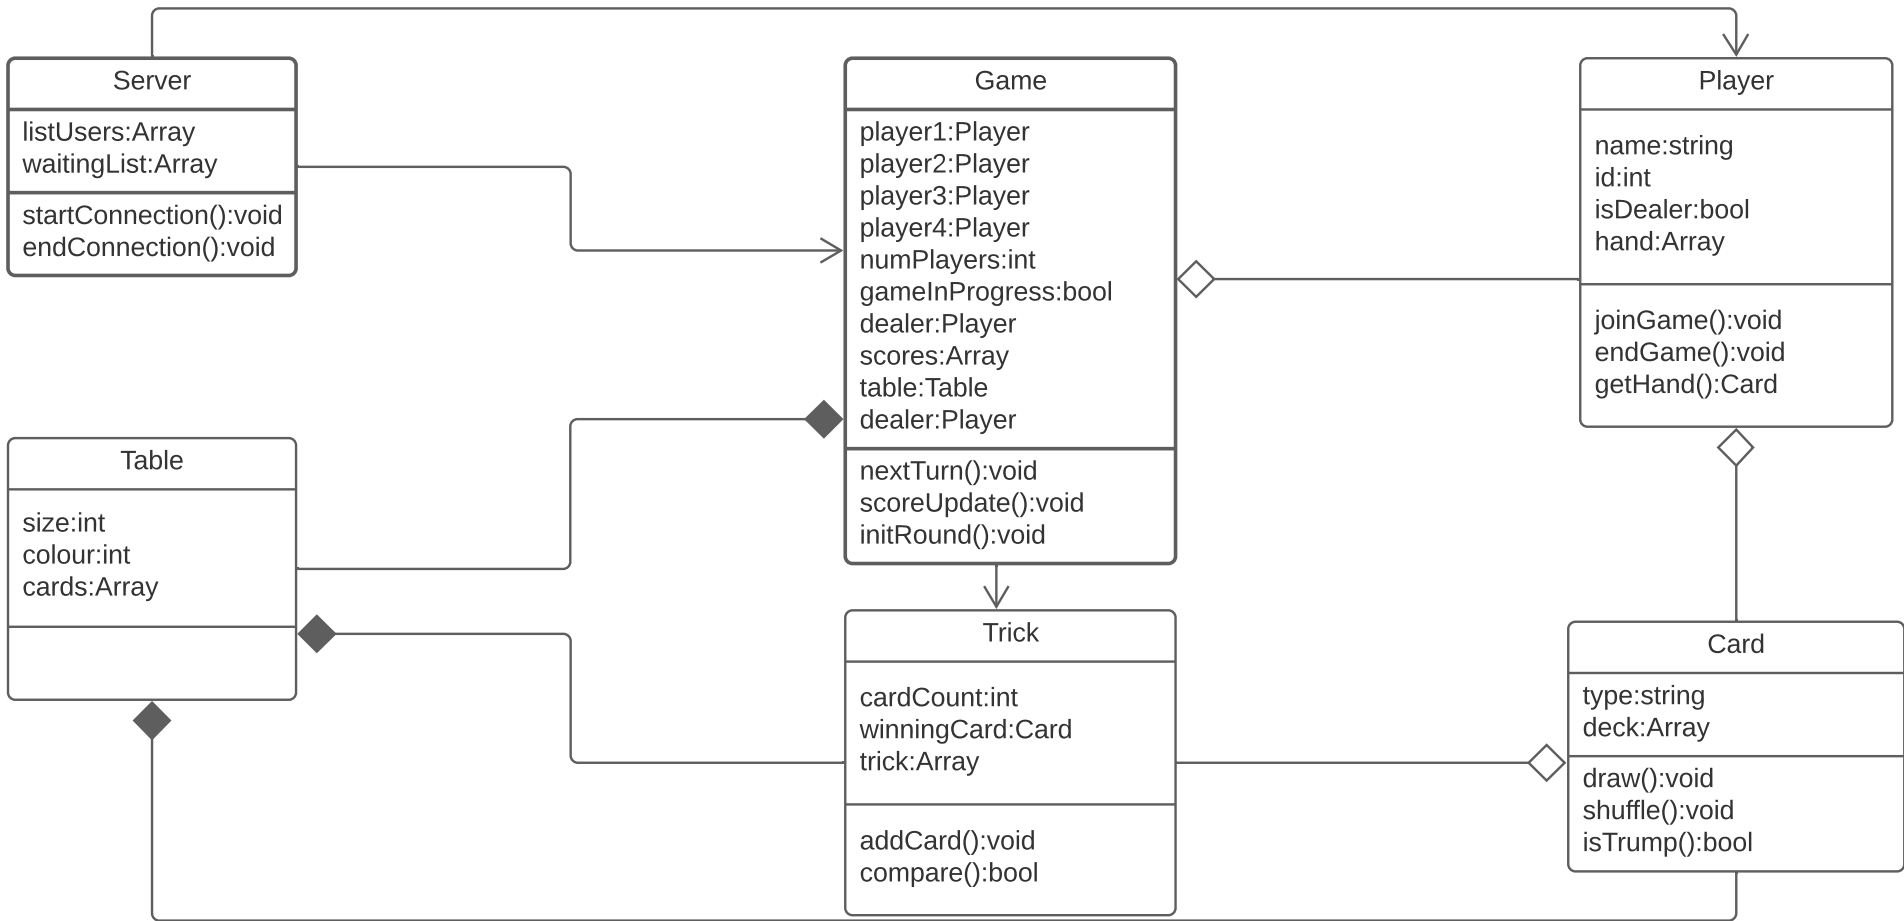 Server
listUsers:Array
waitingList:Array
startConnection():void
endConnection():void
Game
player1:Player
player2:Player
player3:Player
player4:Player
numPlayers:int
gameInProgress:bool
dealer:Player
scores:Array
table:Table
dealer:Player
nextTurn():void
scoreUpdate():void
initRound():void
Player
name:string
id:int
isDealer:bool
hand:Array
joinGame():void
endGame():void
getHand():Card
Table
size:int
colour:int
cards:Array
Trick
cardCount:int
winningCard:Card
trick:Array
addCard():void
compare():bool
Card
type:string
deck:Array
draw():void
shuffle():void
isTrump():bool